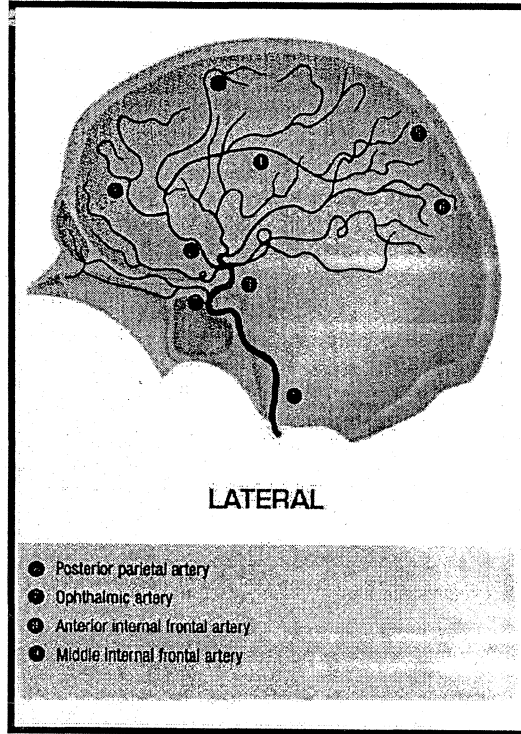 LATERAL
Posterior parietal artery
Ophthalmic artery
Anterior internal frontal artery
Middle internal frontal artery